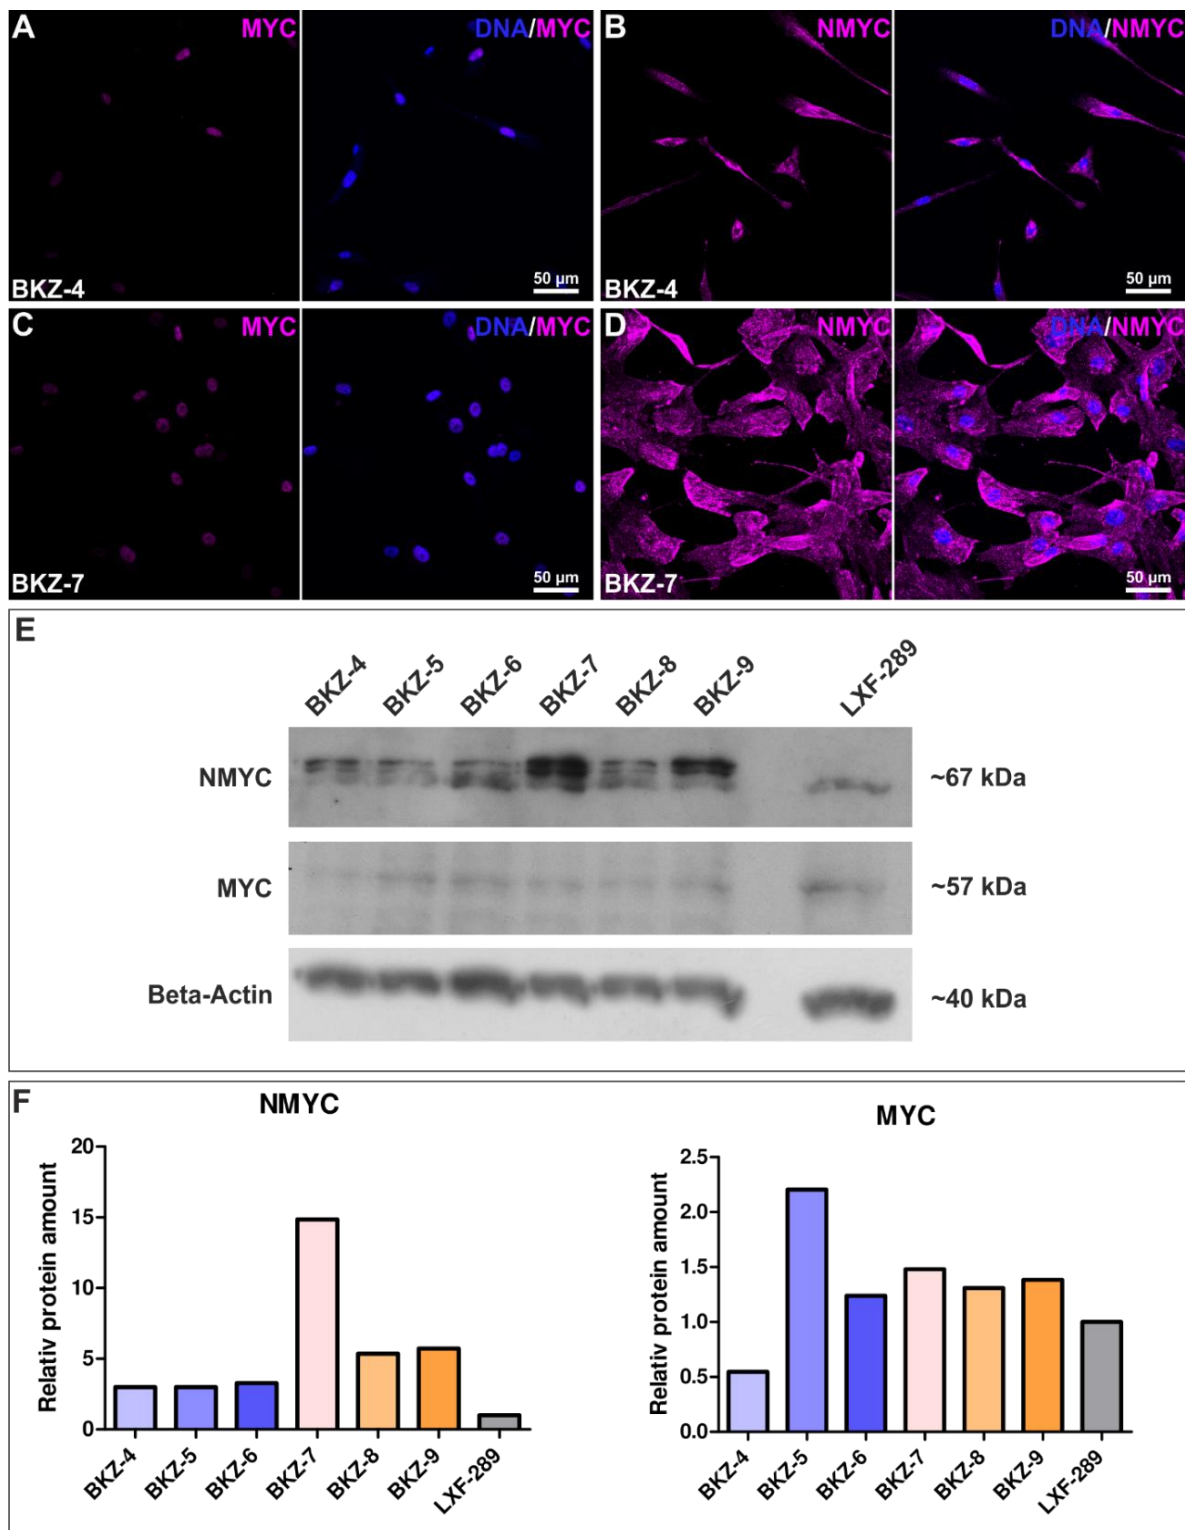 A MYC DNA/MYC
BKZ-4 50 µm
B NMYC DNA/NMYC
BKZ-4 50 µm
C MYC DNA/MYC
BKZ-7 50 µm
D NMYC DNA/NMYC
BKZ-7 50 µm
E
BKZ-4 BKZ-5 BKZ-6 BKZ-7 BKZ-8 BKZ-9 LXF-289
NMYC ~67 kDa
MYC ~57 kDa
Beta-Actin ~40 kDa
F
NMYC
Relativ protein amount
20
15
10
5
0
BKZ-4 BKZ-5 BKZ-6 BKZ-7 BKZ-8 BKZ-9 LXF-289
MYC
Relativ protein amount
2.5
2.0
1.5
1.0
0.5
0.0
BKZ-4 BKZ-5 BKZ-6 BKZ-7 BKZ-8 BKZ-9 LXF-289